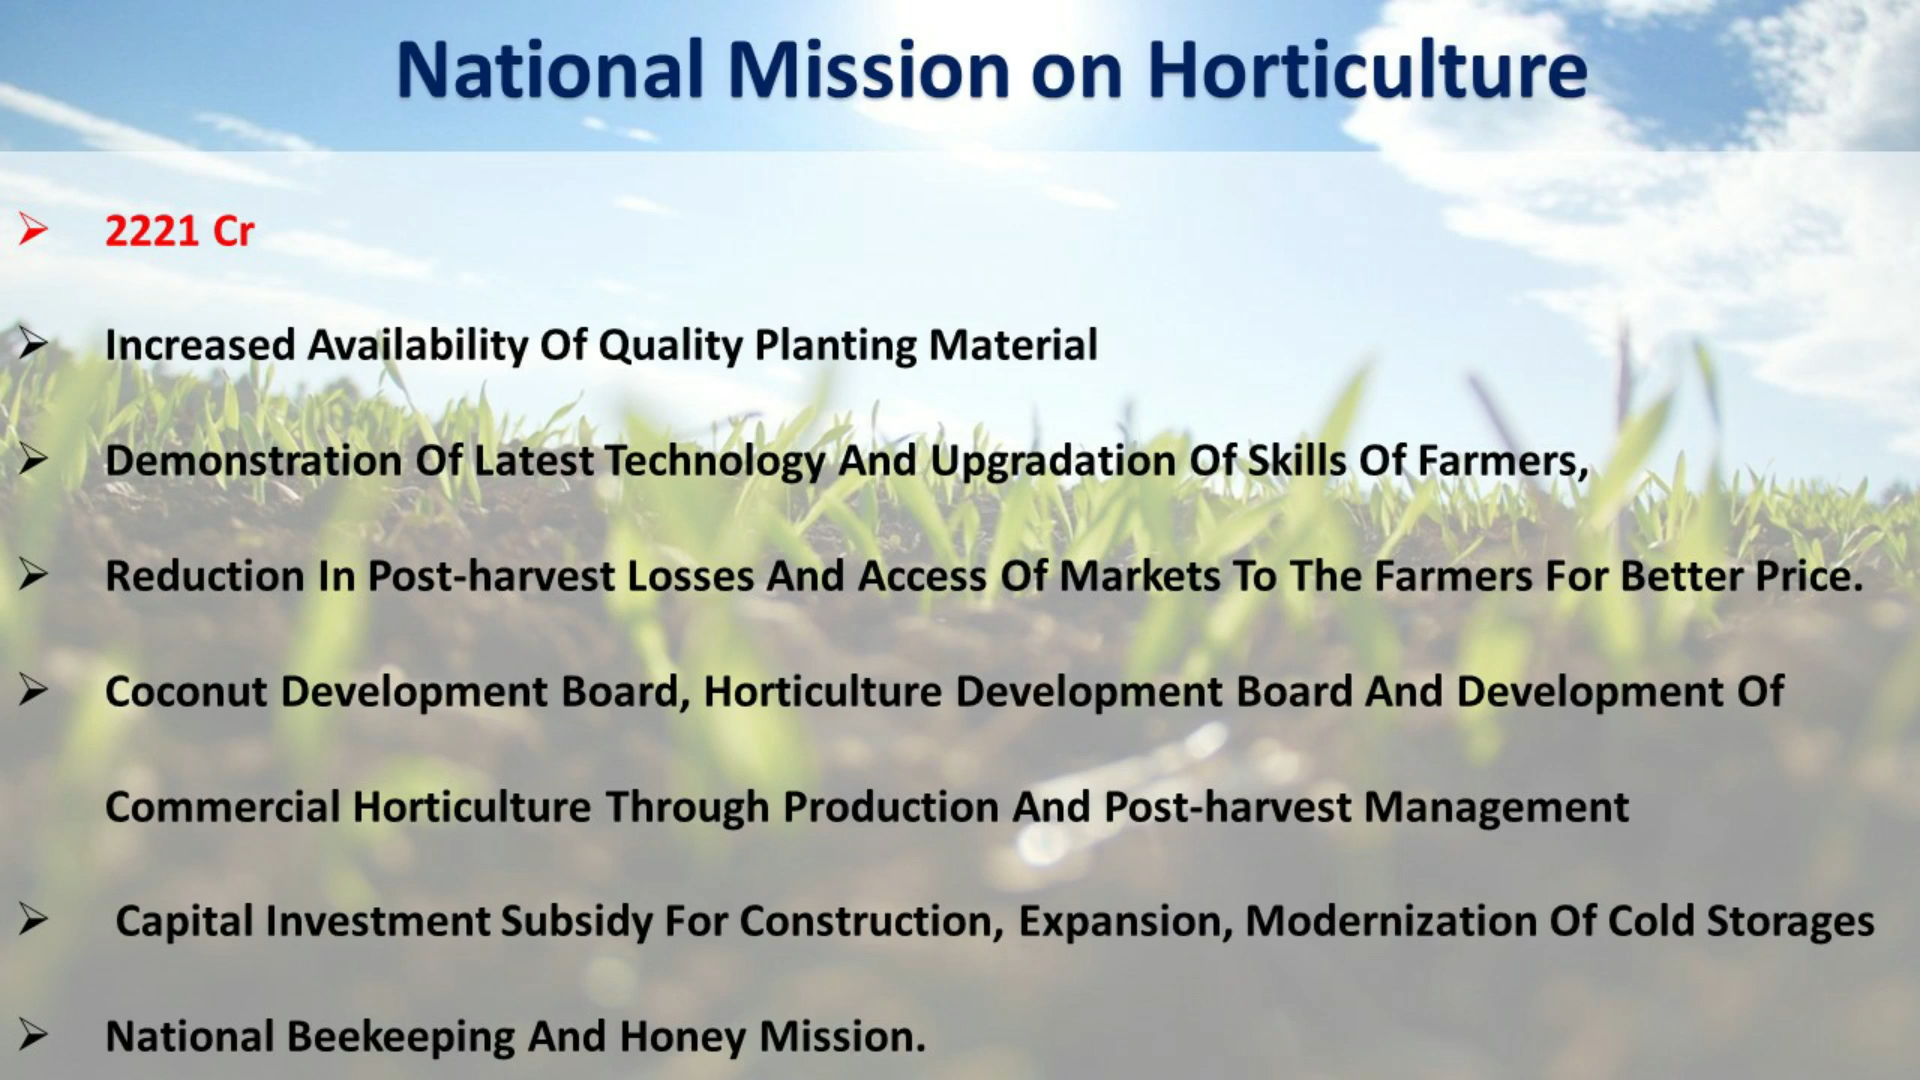 National Mission on Horticulture
2221 Cr
Increased Availability Of Quality Planting Material
Demonstration Of Latest Technology And Upgradation Of Skills Of Farmers,
Reduction In Post-harvest Losses And Access Of Markets To The Farmers For Better Price.
Coconut Development Board, Horticulture Development Board And Development Of
Commercial Horticulture Through Production And Post-harvest Management
Capital Investment Subsidy For Construction, Expansion, Modernization Of Cold Storages
National Beekeeping And Honey Mission.